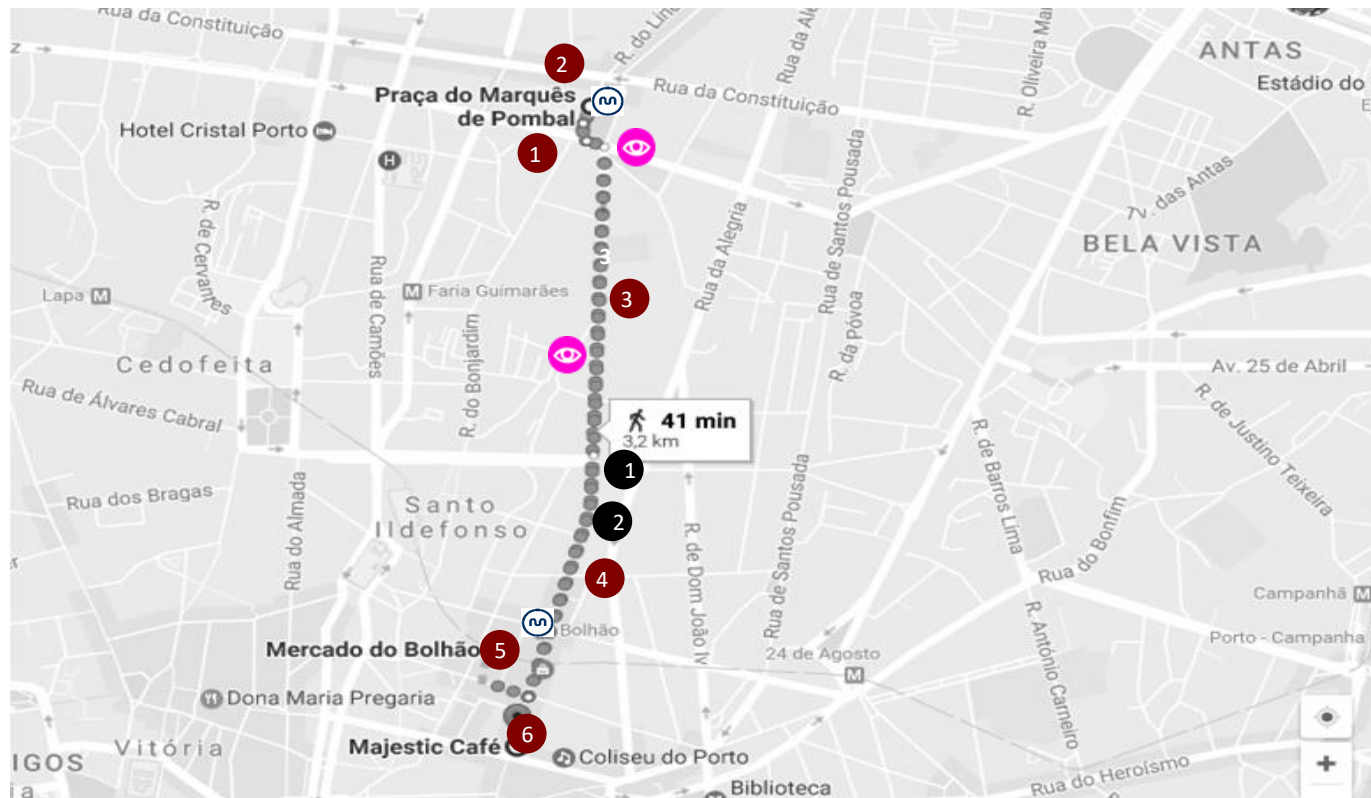 Rua da Constituição
R. do Lin
Rua da Ale
R. Oliveira Ma
ANTAS
Estádio do
z
2
Praça do Marquês
de Pombal
Rua da Constituição
Hotel Cristal Porto
H
1
R. de Cervantes
Rua de Camões
Rua da Alegria
Rua de Santos Pousada
Tv. das Antas
BELA VISTA
3
Lapa M
M Faria Guimarães
3
R. do Bonjardim
R. da Póvoa
Cedofeita
Av. 25 de Abril
Rua de Álvares Cabral
R. de Justino Teixeira
41 min
3,2 km
R. de Barros Lima
1
Rua dos Bragas
Rua do Almada
Santo
Ildefonso
2
R. de Dom João IV
Rua de Santos Pousada
Rua do Bonfim
4
Campanhã M
Bolhão
Mercado do Bolhão
5
24 de Agosto
M
R. António Carneiro
Porto - Campanha
Dona Maria Pregaria
6
Vitória
Majestic Café
Coliseu do Porto
IGOS
ia
Biblioteca
Rua do Heroísmo
+